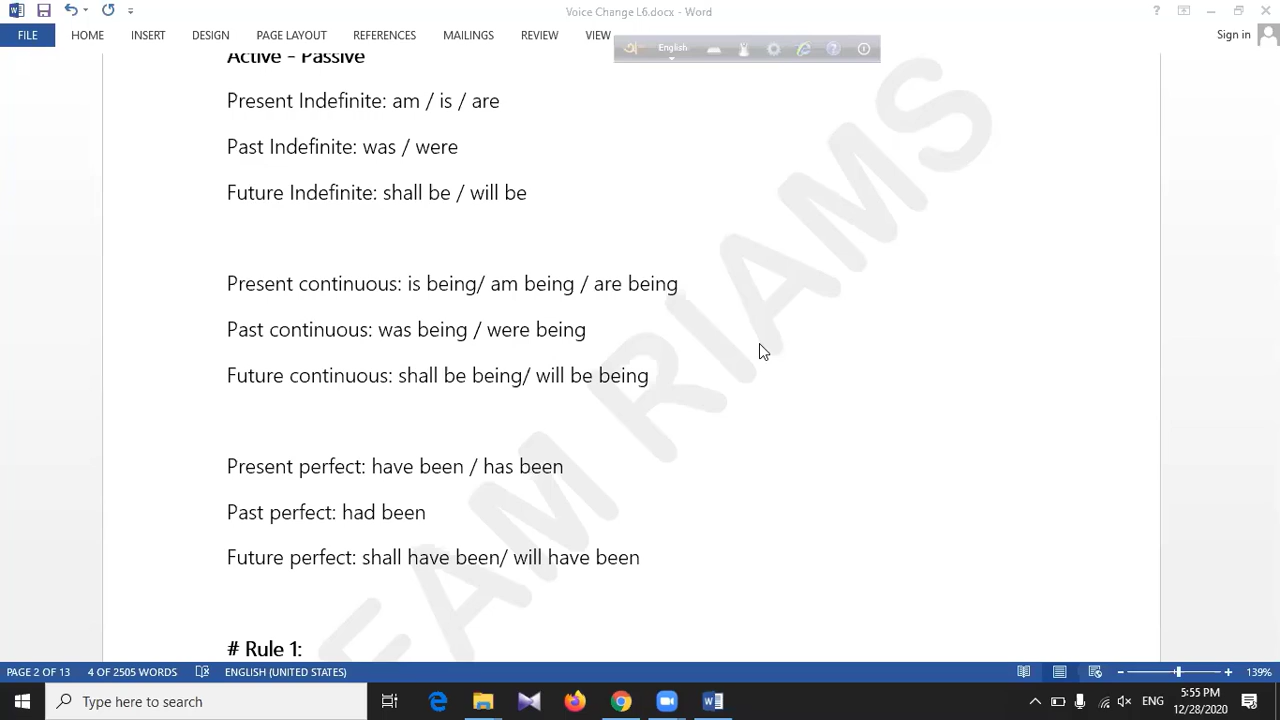 Voice Change L6.docx - Word
FILE HOME INSERT DESIGN PAGE LAYOUT REFERENCES MAILINGS REVIEW VIEW Sign in
English
Active - Passive
Present Indefinite: am / is / are
Past Indefinite: was / were
Future Indefinite: shall be / will be
Present continuous: is being/ am being / are being
Past continuous: was being / were being
Future continuous: shall be being/ will be being
Present perfect: have been / has been
Past perfect: had been
Future perfect: shall have been/ will have been
# Rule 1:
EAM RIAMS
PAGE 2 OF 13 4 OF 2505 WORDS ENGLISH (UNITED STATES) 139%
Type here to search ENG 5:55 PM
12/28/2020